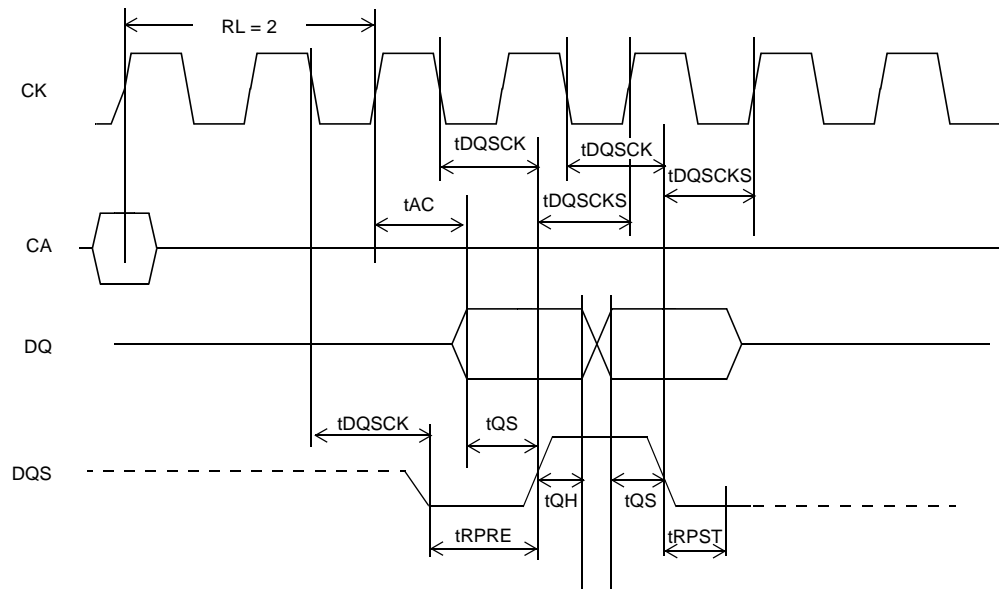 RL = 2
CK
tDQSCK
tDQSCK
tDQSCKS
tAC
tDQSCKS
CA
DQ
tDQSCK
tQS
DQS
tQH
tQS
tRPRE
tRPST